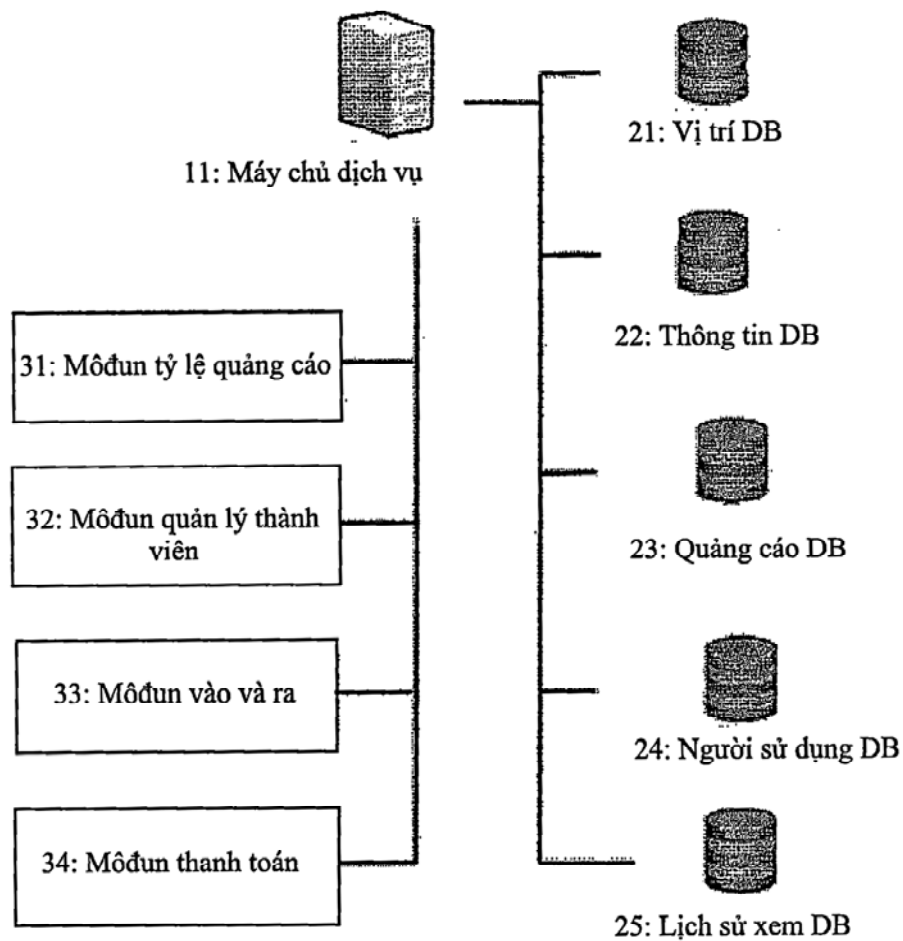 11: Máy chủ dịch vụ
31: Môđun tỷ lệ quảng cáo
32: Môđun quản lý thành
viên
33: Môđun vào và ra
34: Môđun thanh toán
21: Vị trí DB
22: Thông tin DB
23: Quảng cáo DB
24: Người sử dụng DB
25: Lịch sử xem DB